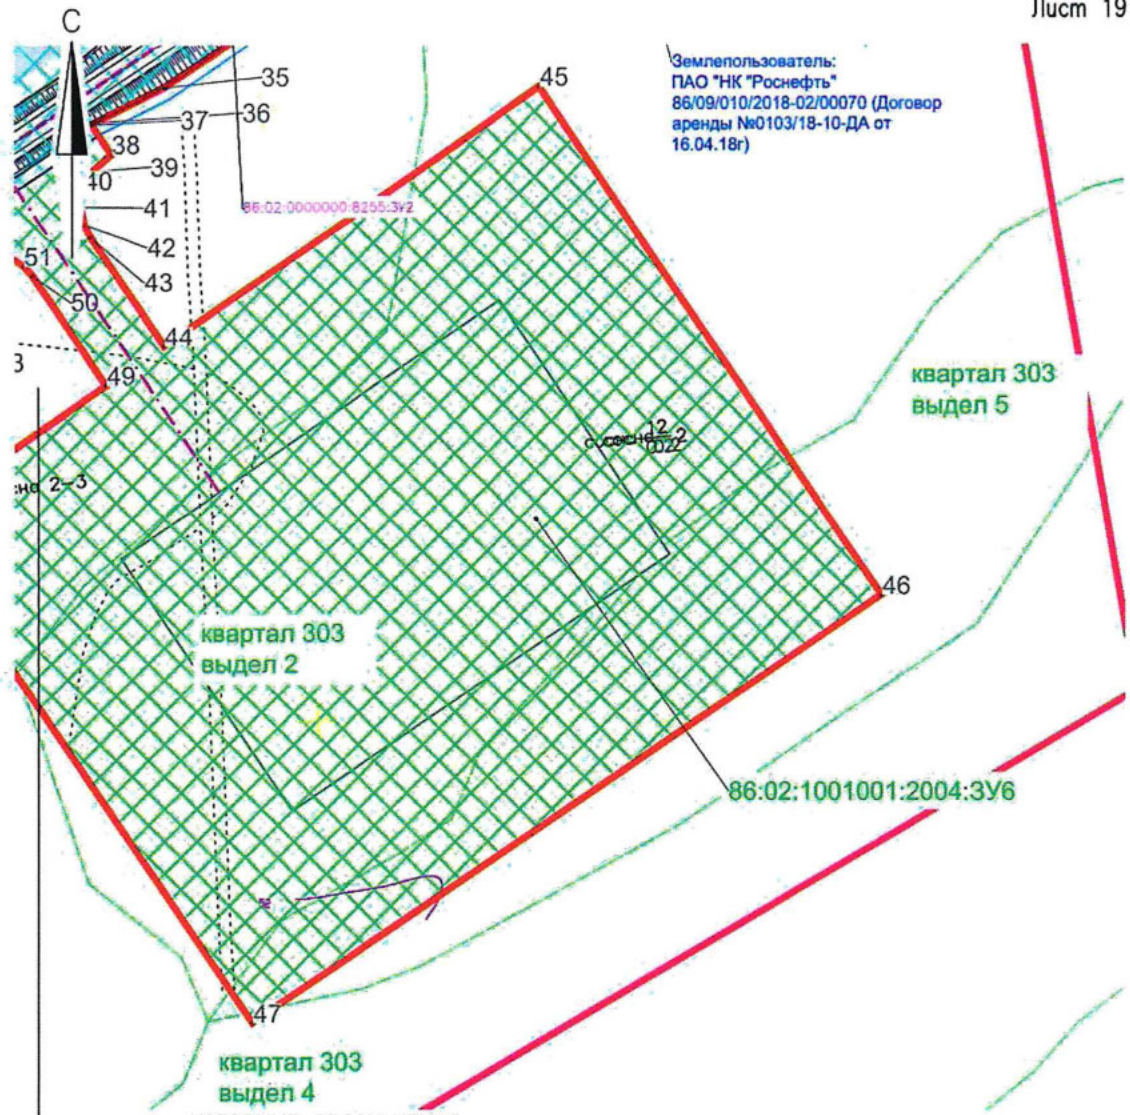 Лист 19
С
Землепользователь:
ПАО "НК "Роснефть"
86/09/010/2018-02/00070 (Договор
аренды №0103/18-10-ДА от
16.04.18г)
35
36
37
38
39
40
41
42
43
44
45
46
47
49
50
51
86:02:0000000:8255:ЗУ2
квартал 303
выдел 5
2-3
квартал 303
выдел 2
86:02:1001001:2004:ЗУ6
квартал 303
выдел 4